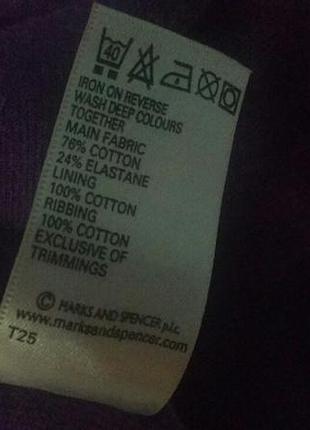 40
IRON ON REVERSE
WASH DEEP COLOURS
TOGETHER
MAIN FABRIC
76% COTTON
24% ELASTANE
LINING
100% COTTON
RIBBING
100% COTTON
EXCLUSIVE OF
TRIMMINGS
© MARKS AND SPENCER p.l.c.
www.marksandspencer.com
T25